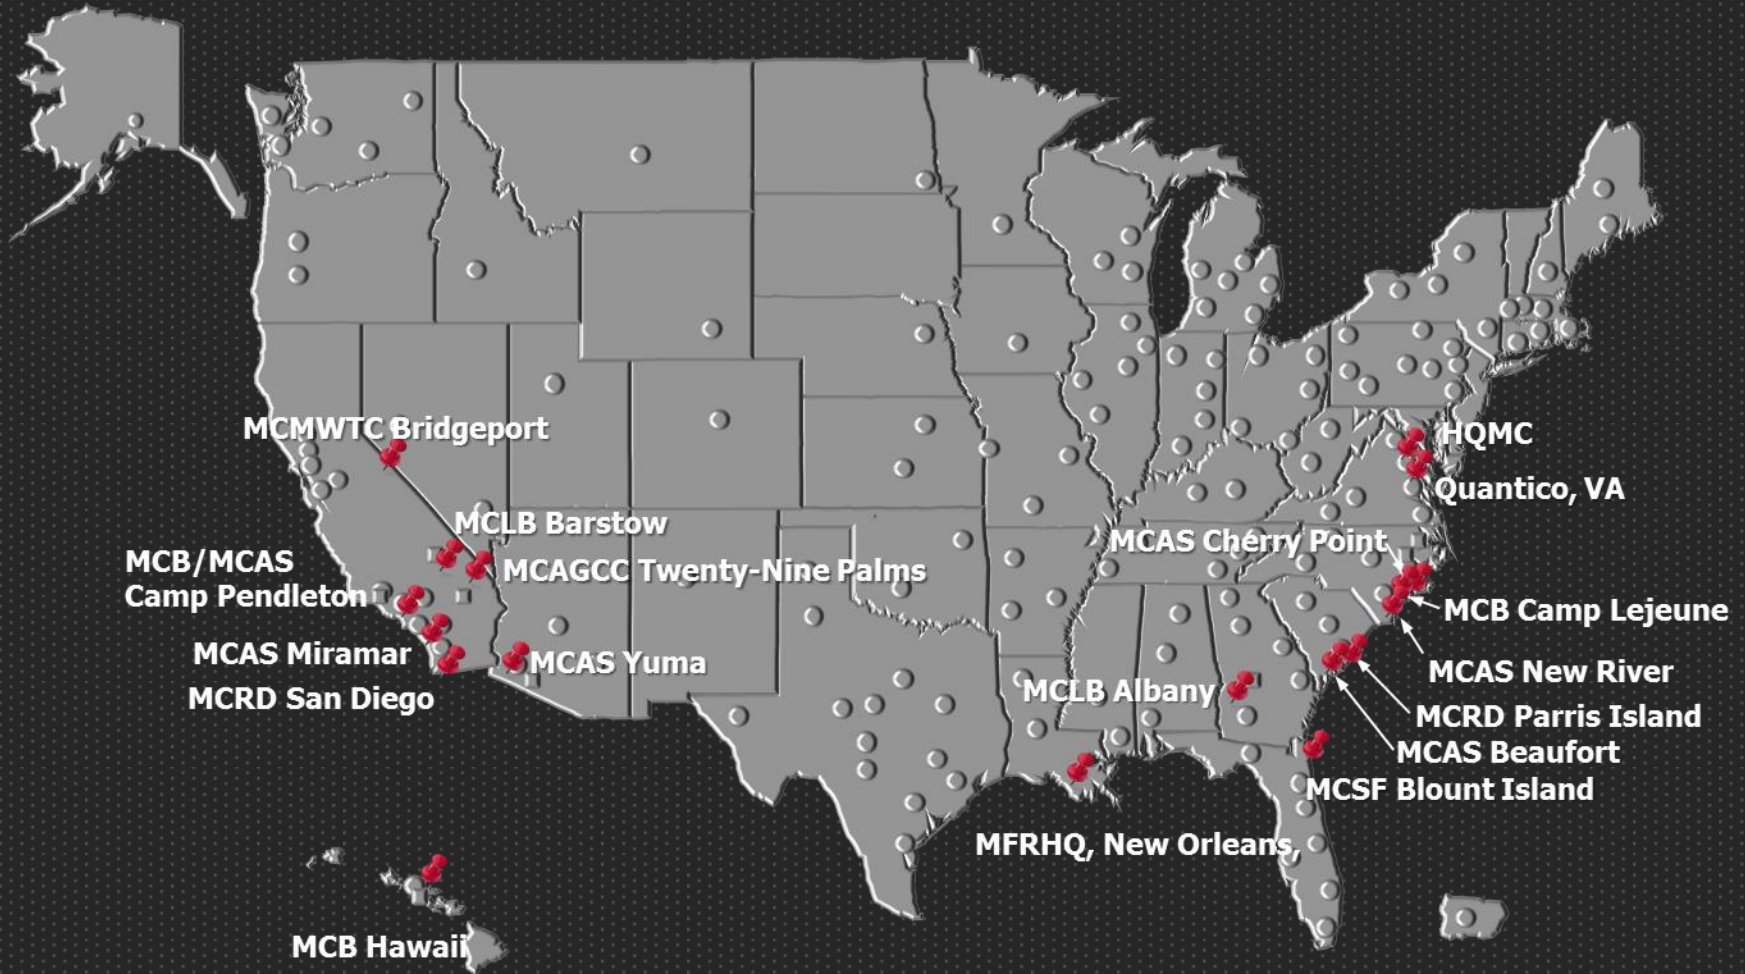 MCMWTC Bridgeport
HQMC
Quantico, VA
MCLB Barstow
MCAS Cherry Point
MCB/MCAS
Camp Pendleton
MCAGCC Twenty-Nine Palms
MCB Camp Lejeune
MCAS Miramar
MCAS Yuma
MCAS New River
MCRD San Diego
MCLB Albany
MCRD Parris Island
MCAS Beaufort
MCSF Blount Island
MFRHQ, New Orleans,
MCB Hawaii